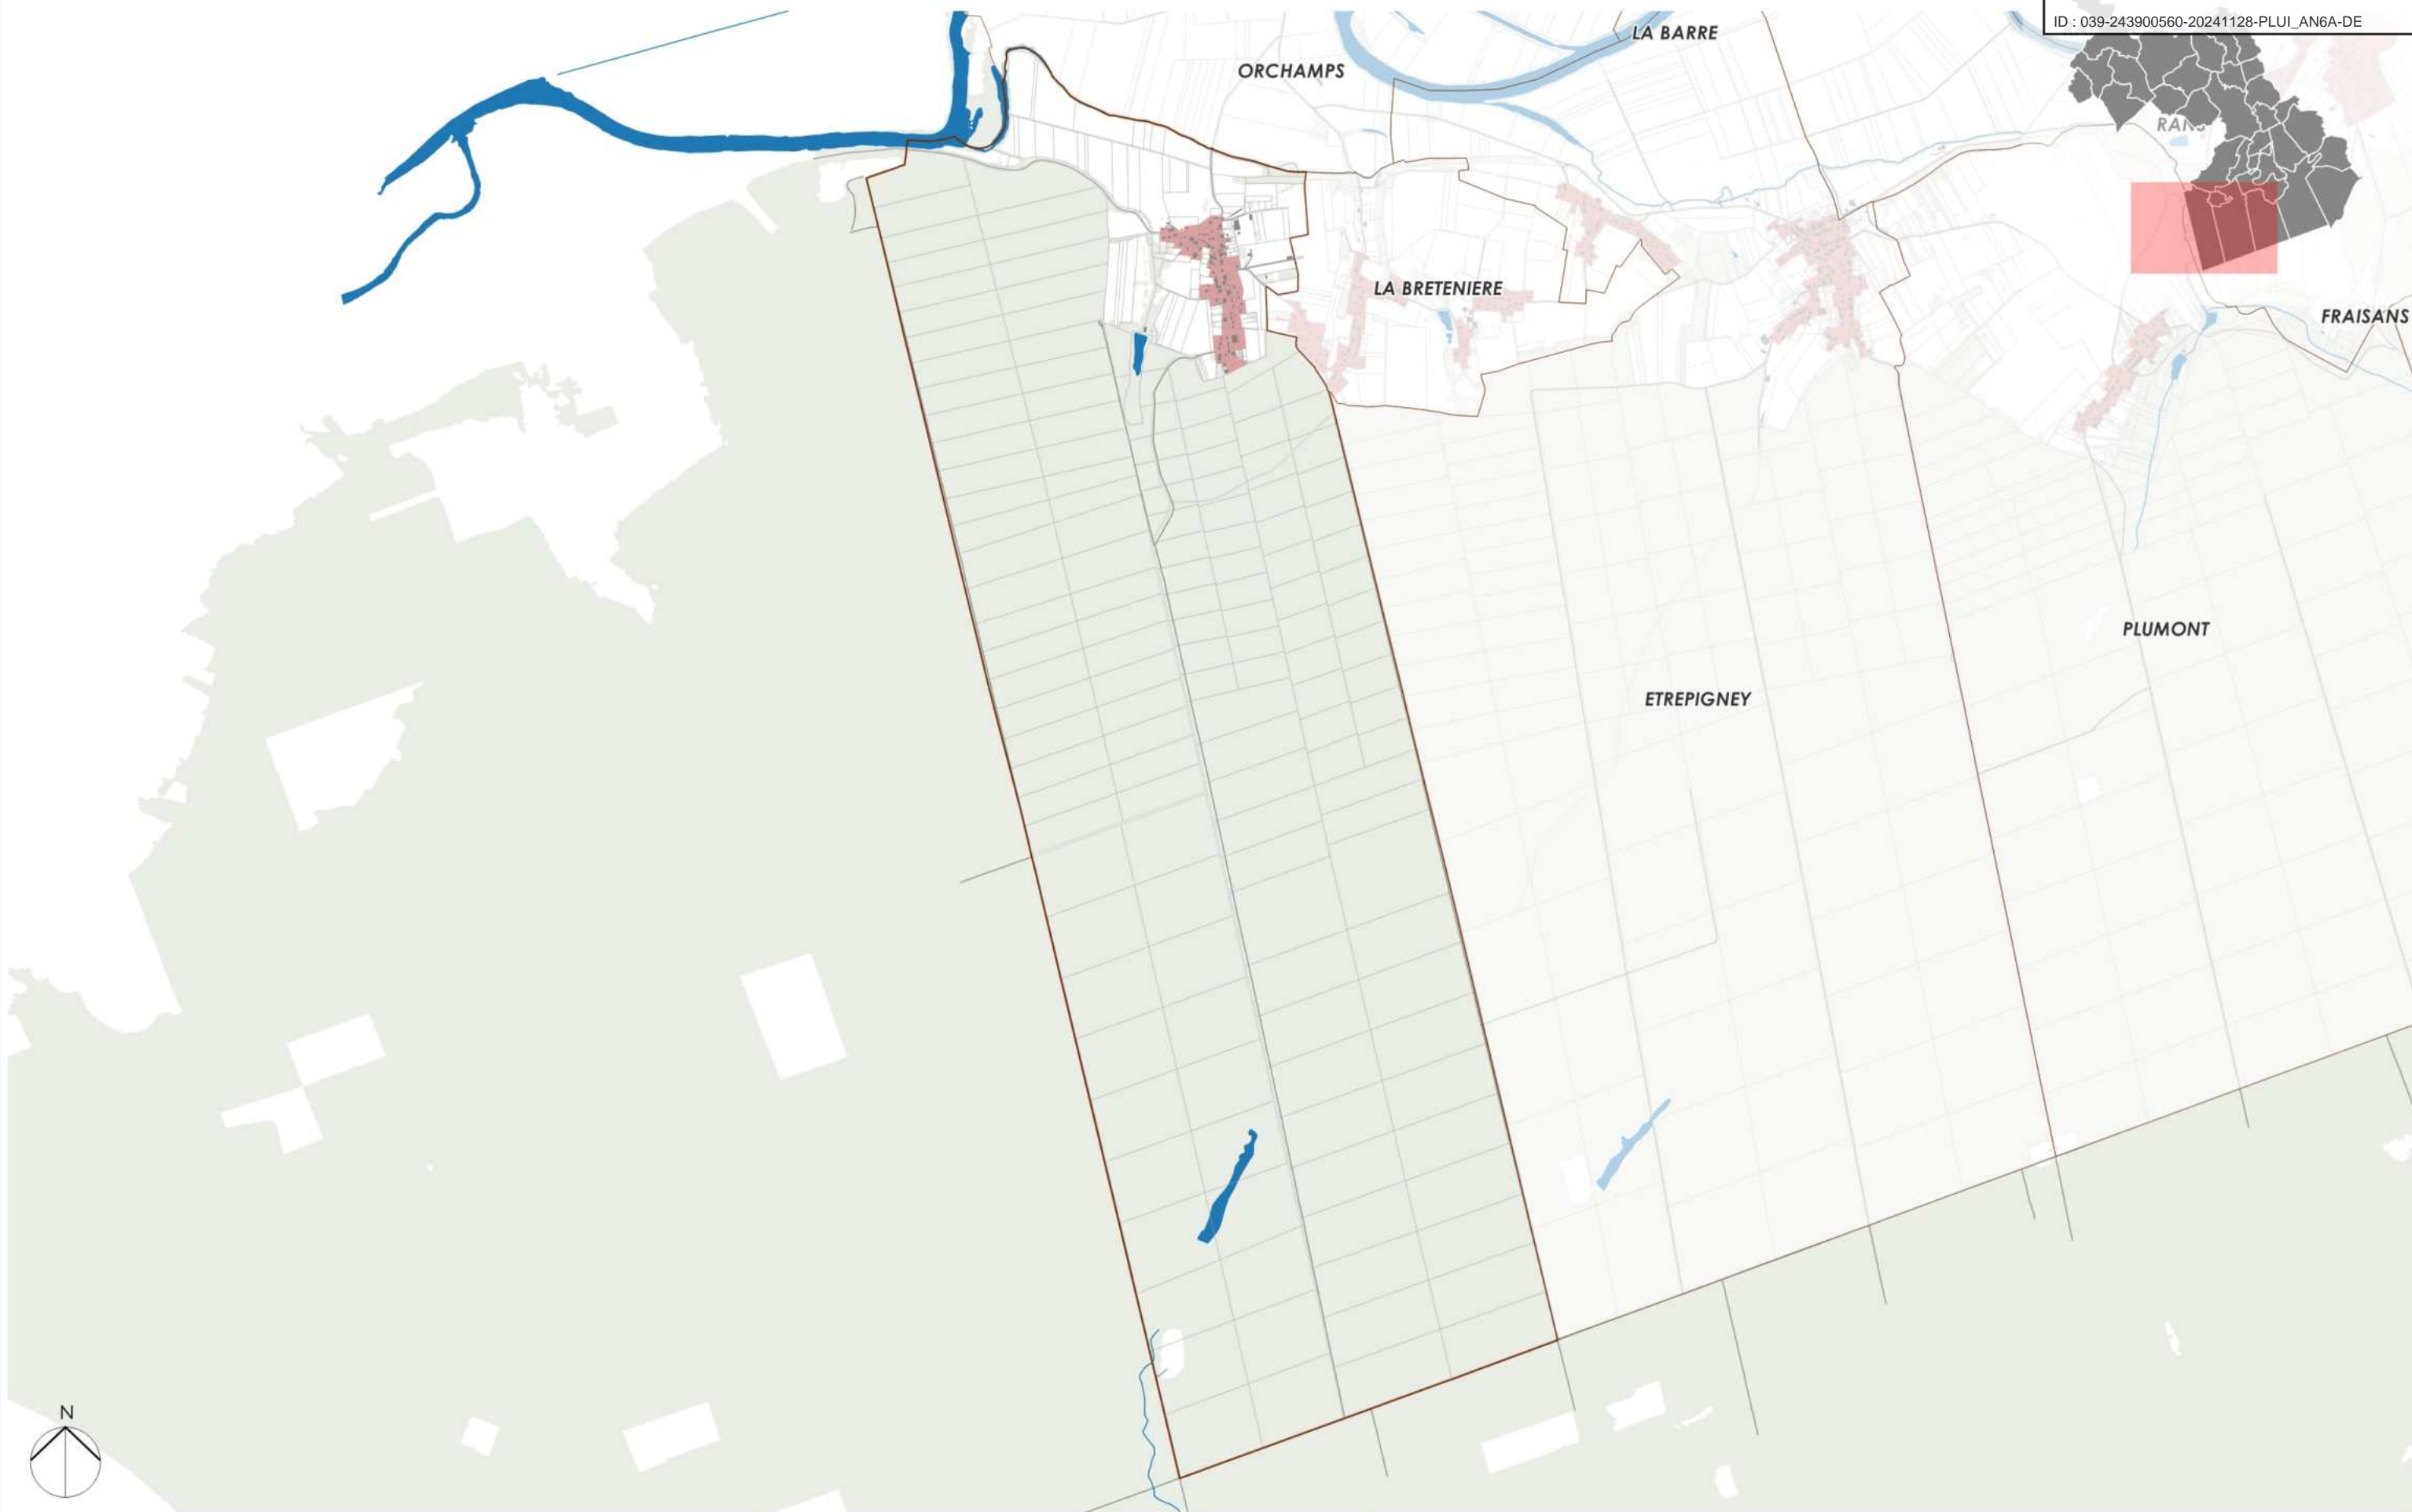 ID : 039-243900560-20241128-PLUI_AN6A-DE
LA BARRE
ORCHAMPS
LA BRETENIERE
FRAISANS
PLUMONT
ETREPIGNEY
N